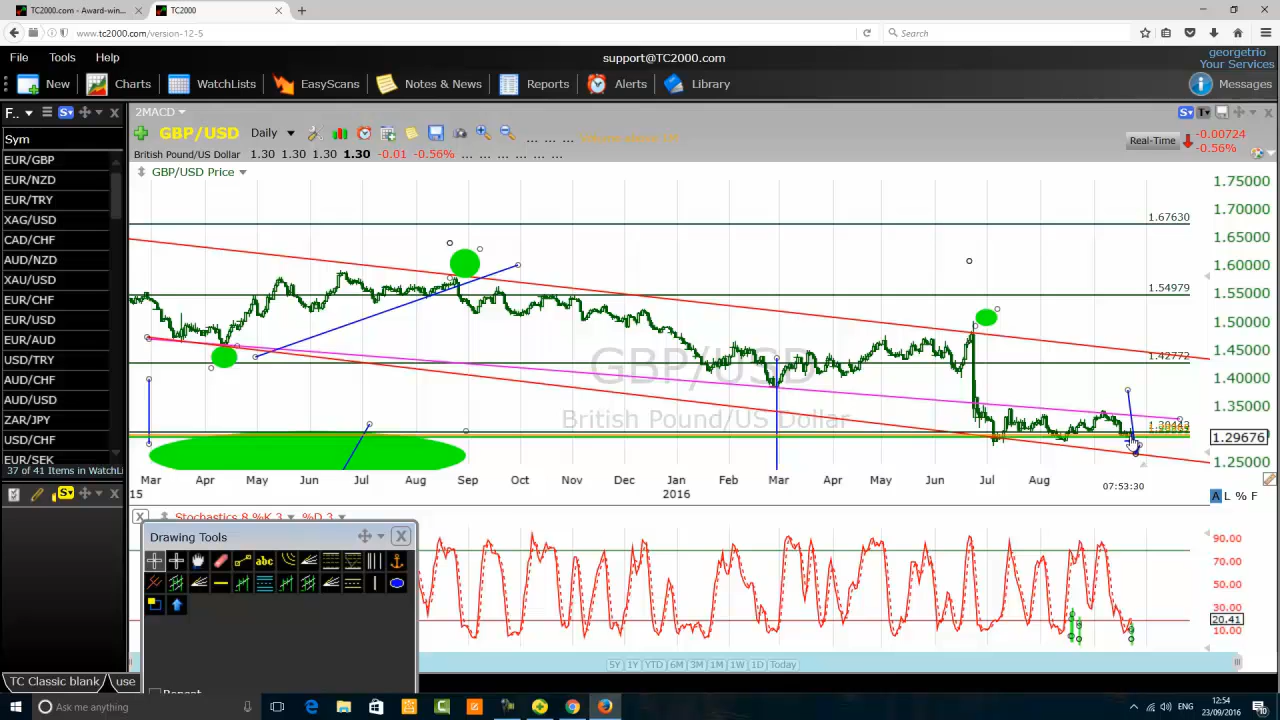 TC2000.com - Award-win...
TC2000
www.tc2000.com/version-12-5
Search
File Tools Help
support@TC2000.com
georgetrio
Your Services
New Charts WatchLists EasyScans Notes & News Reports Alerts Library Messages
F..
2MACD
Sym
GBP/USD Daily
British Pound/US Dollar 1.30 1.30 1.30 1.30 -0.01 -0.56%
Real-Time
-0.00724
-0.56%
GBP/USD Price
EUR/GBP
EUR/NZD
EUR/TRY
XAG/USD
CAD/CHF
AUD/NZD
XAU/USD
EUR/CHF
EUR/USD
EUR/AUD
USD/TRY
AUD/CHF
AUD/USD
ZAR/JPY
USD/CHF
EUR/SEK
37 of 41 Items in WatchLi
GBP/USD
British Pound/US Dollar
1.67630
1.54979
1.42772
1.75000
1.70000
1.65000
1.60000
1.55000
1.50000
1.45000
1.40000
1.35000
1.29676
1.25000
Mar Apr May Jun Jul Aug Sep Oct Nov Dec Jan Feb Mar Apr May Jun Jul Aug
15 2016
07:53:30
A L % F
Stochastics 8 %K 3 %D 3
Drawing Tools
abc
90.00
70.00
50.00
30.00
20.41
10.00
5Y 1Y YTD 6M 3M 1M 1W 1D Today
TC Classic blank use
Repeat
Ask me anything
12:54
23/09/2016